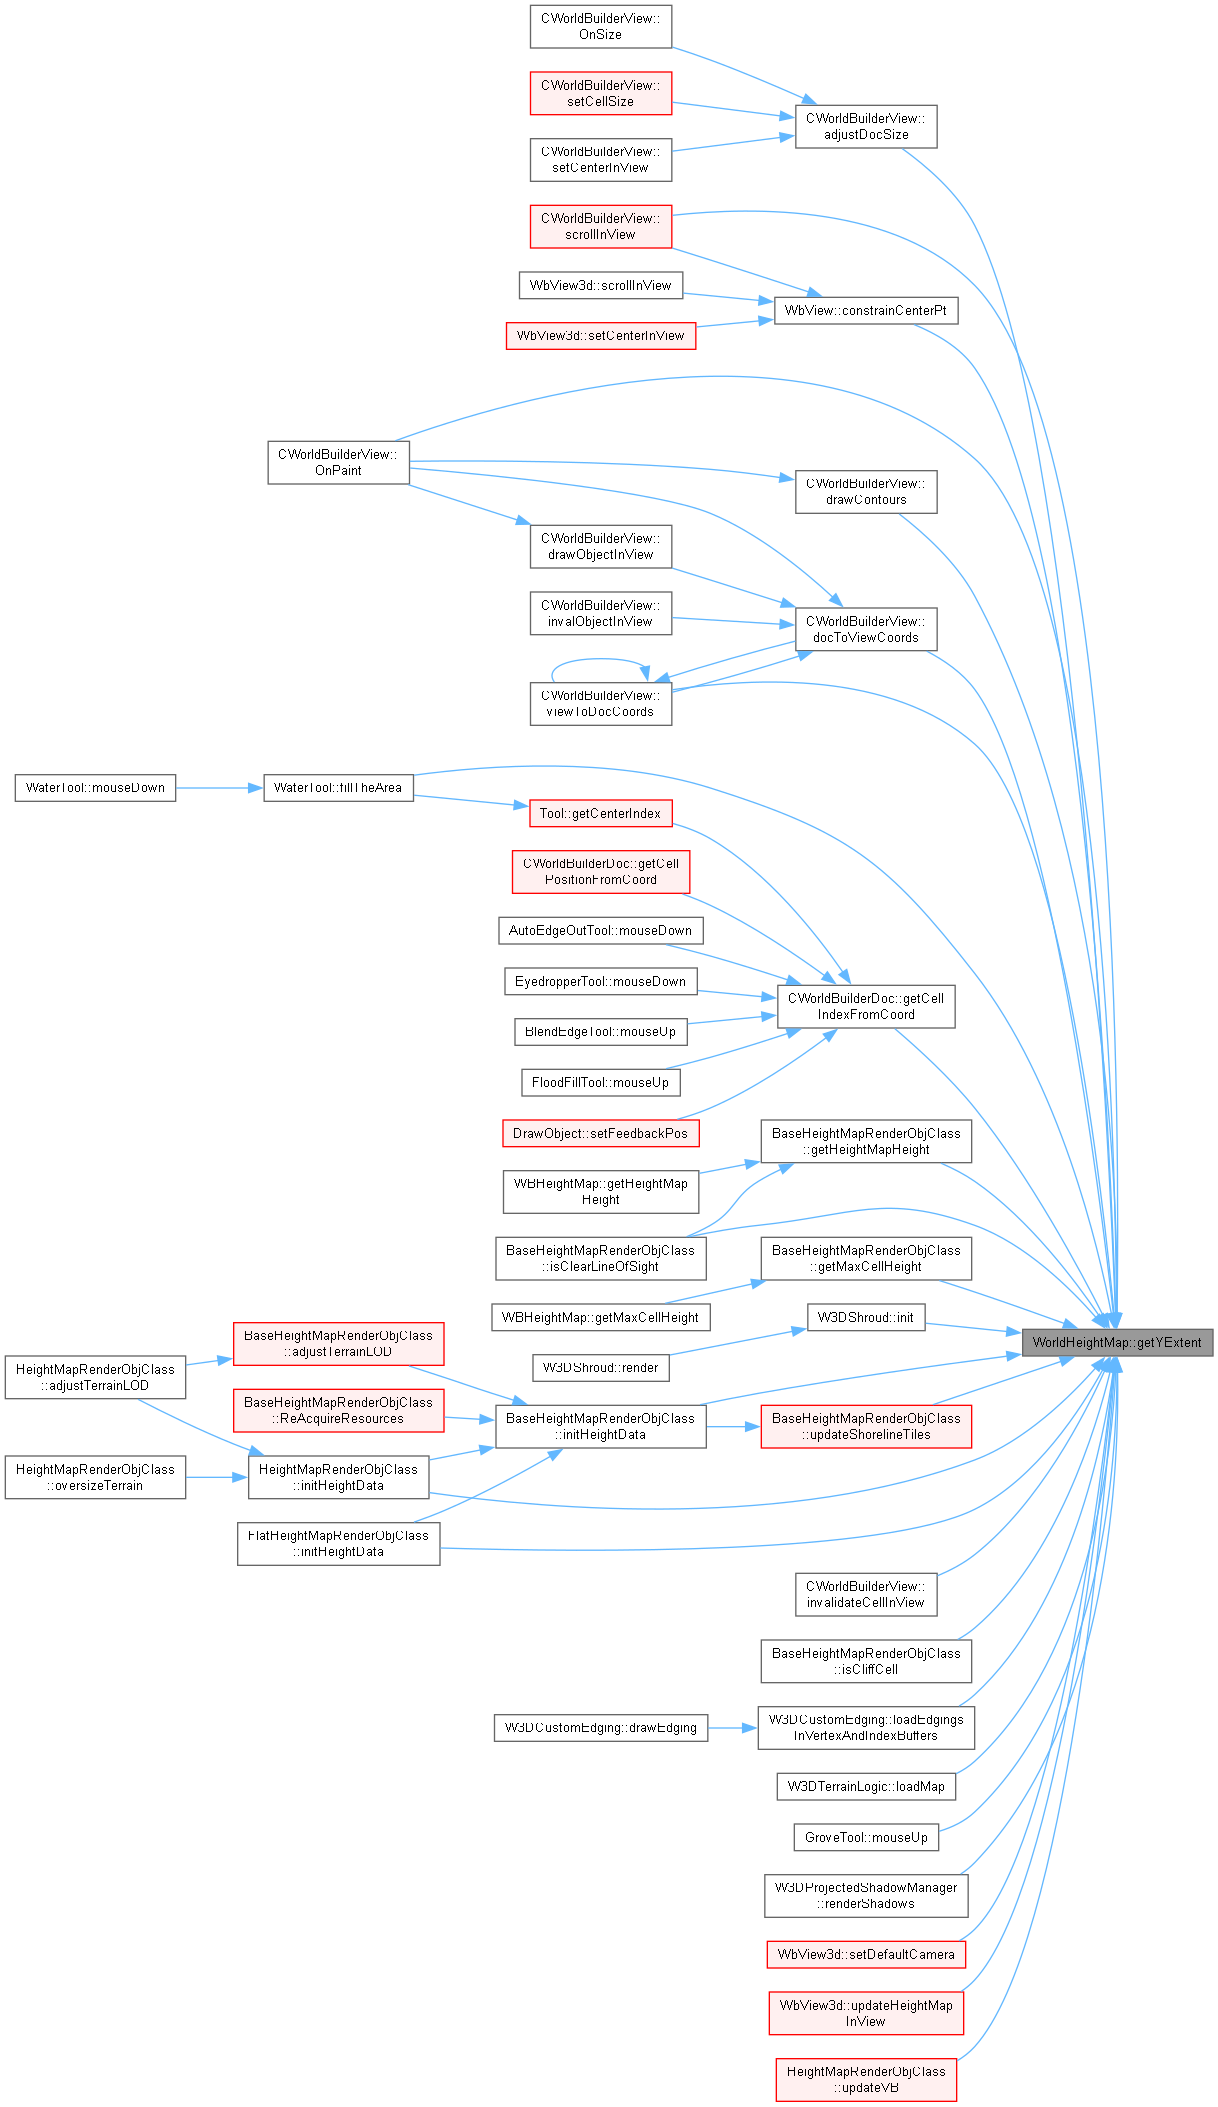 CWorldBuilderView::
OnSize
CWorldBuilderView::
setCellSize
CWorldBuilderView::
adjustDocSize
CWorldBuilderView::
setCenterInView
CWorldBuilderView::
scrollInView
WbView3d::scrollInView
WbView::constrainCenterPt
WbView3d::setCenterInView
CWorldBuilderView::
OnPaint
CWorldBuilderView::
drawContours
CWorldBuilderView::
drawObjectInView
CWorldBuilderView::
invalObjectInView
CWorldBuilderView::
docToViewCoords
CWorldBuilderView::
viewToDocCoords
WaterTool::mouseDown
WaterTool::fillTheArea
Tool::getCenterIndex
CWorldBuilderDoc::getCell
PositionFromCoord
AutoEdgeOutTool::mouseDown
EyedropperTool::mouseDown
CWorldBuilderDoc::getCell
IndexFromCoord
BlendEdgeTool::mouseUp
FloodFillTool::mouseUp
DrawObject::setFeedbackPos
BaseHeightMapRenderObjClass
::getHeightMapHeight
WBHeightMap::getHeightMap
Height
BaseHeightMapRenderObjClass
::isClearLineOfSight
BaseHeightMapRenderObjClass
::getMaxCellHeight
WBHeightMap::getMaxCellHeight
W3DShroud::init
WorldHeightMap::getYExtent
BaseHeightMapRenderObjClass
::adjustTerrainLOD
W3DShroud::render
HeightMapRenderObjClass
::adjustTerrainLOD
BaseHeightMapRenderObjClass
::ReAcquireResources
BaseHeightMapRenderObjClass
::initHeightData
BaseHeightMapRenderObjClass
::updateShorelineTiles
HeightMapRenderObjClass
::oversizeTerrain
HeightMapRenderObjClass
::initHeightData
FlatHeightMapRenderObjClass
::initHeightData
CWorldBuilderView::
invalidateCellInView
BaseHeightMapRenderObjClass
::isCliffCell
W3DCustomEdging::drawEdging
W3DCustomEdging::loadEdgings
InVertexAndIndexBuffers
W3DTerrainLogic::loadMap
GroveTool::mouseUp
W3DProjectedShadowManager
::renderShadows
WbView3d::setDefaultCamera
WbView3d::updateHeightMap
InView
HeightMapRenderObjClass
::updateVB